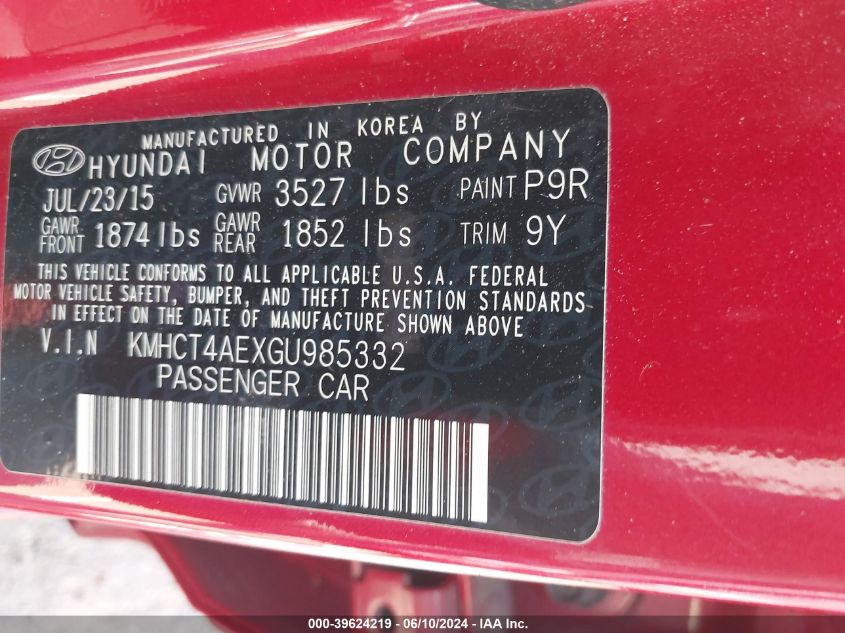 MANUFACTURED IN KOREA BY
HYUNDAI MOTOR COMPANY
JUL/23/15 GVWR 3527 lbs PAINT P9R
GAWR FRONT 1874 lbs GAWR REAR 1852 lbs TRIM 9Y
THIS VEHICLE CONFORMS TO ALL APPLICABLE U.S.A. FEDERAL
MOTOR VEHICLE SAFETY, BUMPER, AND THEFT PREVENTION STANDARDS
IN EFFECT ON THE DATE OF MANUFACTURE SHOWN ABOVE
V.I.N KMHCT4AEXGU985332
PASSENGER CAR
000-39624219 - 06/10/2024 - IAA Inc.